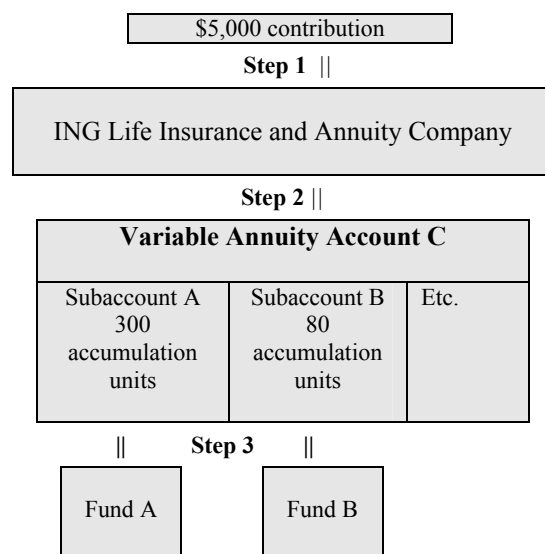 $5,000 contribution
Step 1 ||
ING Life Insurance and Annuity Company
Step 2 ||
Variable Annuity Account C
Subaccount A
300
accumulation
units
Subaccount B
80
accumulation
units
Etc.
|| Step 3 ||
Fund A
Fund B